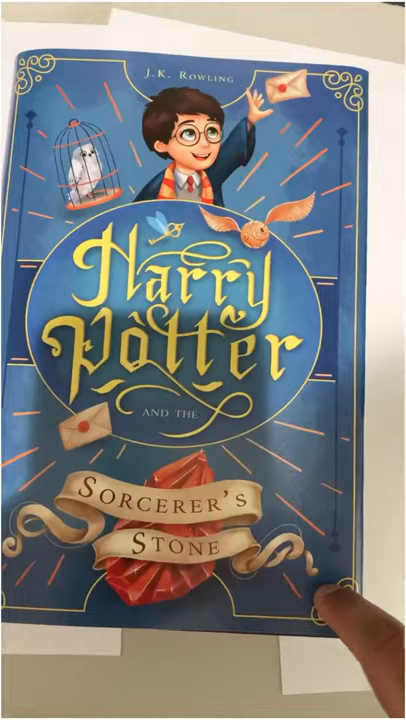 J.K. Rowling
Harry
Potter
AND THE
SORCERER'S
STONE